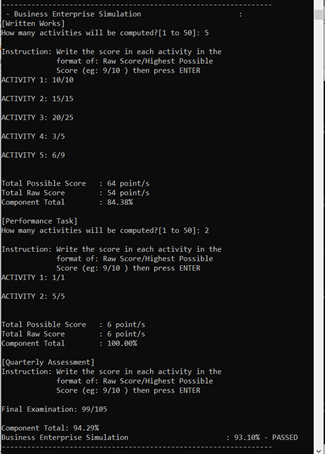 --------------------------------------------------------------
- Business Enterprise Simulation :
[Written Works]
How many activities will be computed?[1 to 50]: 5
Instruction: Write the score in each activity in the
format of: Raw Score/Highest Possible
Score (eg: 9/10 ) then press ENTER
ACTIVITY 1: 10/10
ACTIVITY 2: 15/15
ACTIVITY 3: 20/25
ACTIVITY 4: 3/5
ACTIVITY 5: 6/9
Total Possible Score : 64 point/s
Total Raw Score : 54 point/s
Component Total : 84.38%
[Performance Task]
How many activities will be computed?[1 to 50]: 2
Instruction: Write the score in each activity in the
format of: Raw Score/Highest Possible
Score (eg: 9/10 ) then press ENTER
ACTIVITY 1: 1/1
ACTIVITY 2: 5/5
Total Possible Score : 6 point/s
Total Raw Score : 6 point/s
Component Total : 100.00%
[Quarterly Assessment]
Instruction: Write the score in each activity in the
format of: Raw Score/Highest Possible
Score (eg: 9/10 ) then press ENTER
Final Examination: 99/105
Component Total: 94.29%
Business Enterprise Simulation : 93.10% - PASSED
--------------------------------------------------------------